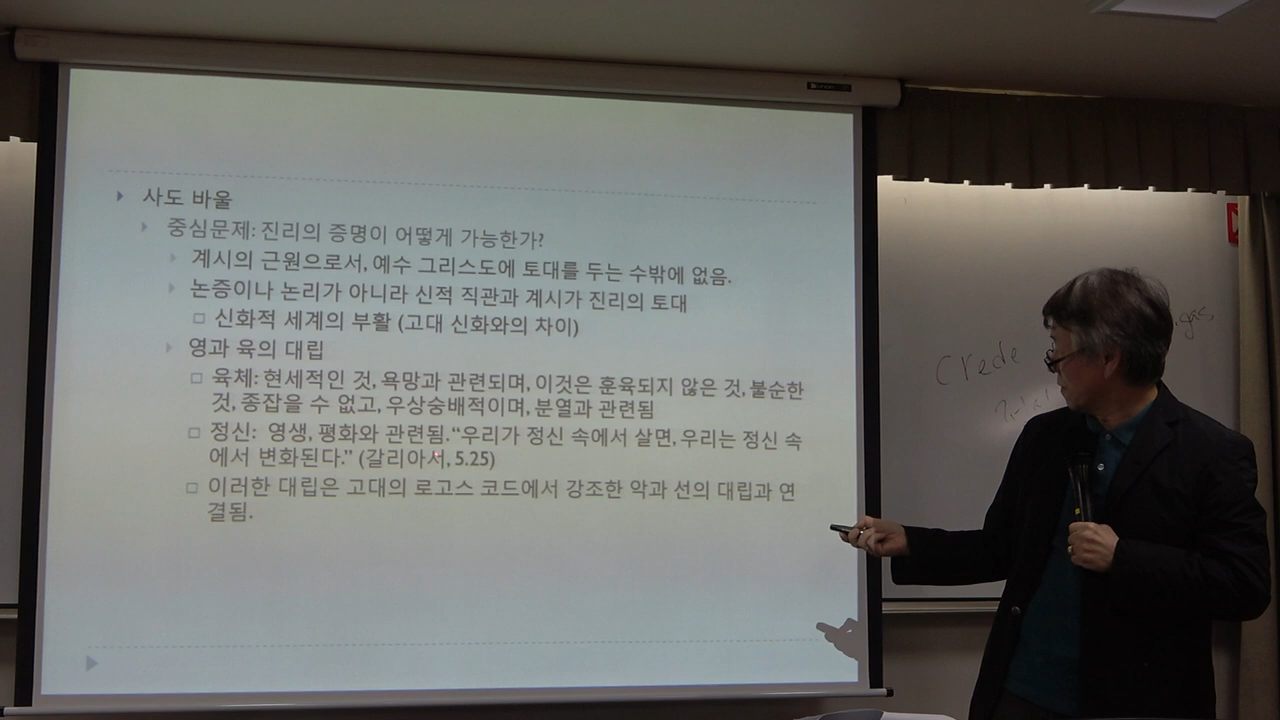 사도 바울
중심문제: 진리의 증명이 어떻게 가능한가?
계시의 근원으로서, 예수 그리스도에 토대를 두는 수밖에 없음.
논증이나 논리가 아니라 신적 직관과 계시가 진리의 토대
신화적 세계의 부활 (고대 신화와의 차이)
영과 육의 대립
육체: 현세적인 것, 욕망과 관련되며, 이것은 훈육되지 않은 것, 불순한
것, 종잡을 수 없고, 우상숭배적이며, 분열과 관련됨
정신: 영생, 평화와 관련됨. “우리가 정신 속에서 살면, 우리는 정신 속
에서 변화된다.” (갈리아서, 5.25)
이러한 대립은 고대의 로고스 코드에서 강조한 악과 선의 대립과 연
결됨.
Crede